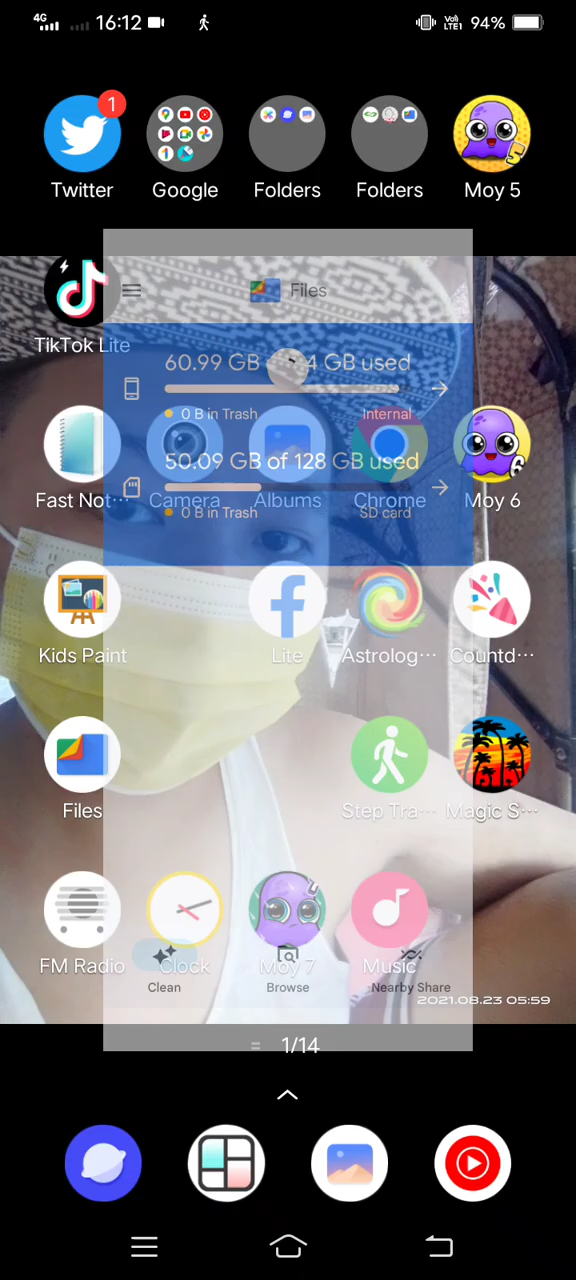 4G 16:12 Vo) LTE1 94%
1
Twitter Google Folders Folders Moy 5
Files
TikTok Lite
60.99 GB 4 GB used
0 B in Trash Internal
50.09 GB of 128 GB used
Fast Not··· Camera Albums Chrome Moy 6
0 B in Trash SD card
Kids Paint Lite Astrolog··· Countd···
Files Step Tra··· Magic S···
FM Radio Clock Moy 7 Music
Clean Browse Nearby Share
2021.08.23 05:59
1/14